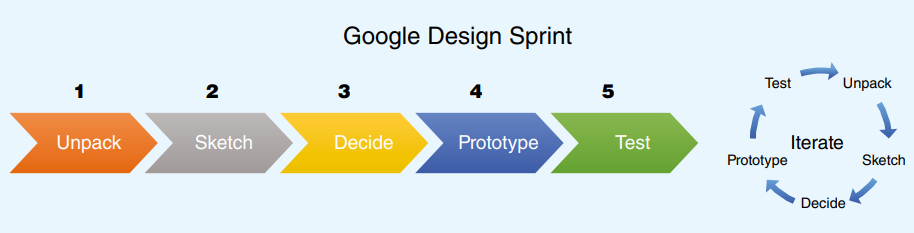 Google Design Sprint
1 2 3 4 5
Unpack Sketch Decide Prototype Test
Test Unpack
Iterate
Prototype Sketch
Decide